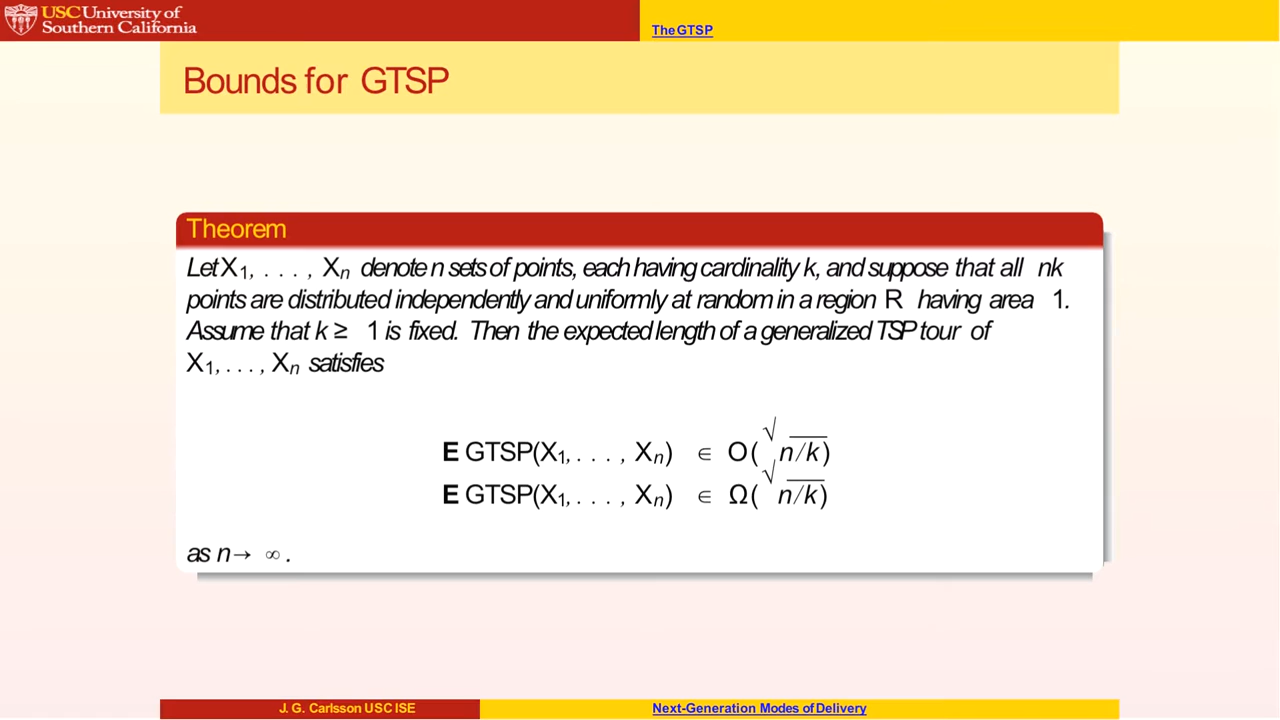 USC University of
Southern California
The GTSP
Bounds for GTSP
Theorem
Let X1, . . . , Xn denote n sets of points, each having cardinality k, and suppose that all nk
points are distributed independently and uniformly at random in a region R having area 1.
Assume that k ≥ 1 is fixed. Then the expected length of a generalized TSP tour of
X1, . . . , Xn satisfies
E GTSP(X1, . . . , Xn) ∈ O(√n/k)
E GTSP(X1, . . . , Xn) ∈ Ω(√n/k)
as n → ∞ .
J. G. Carlsson USC ISE
Next-Generation Modes of Delivery